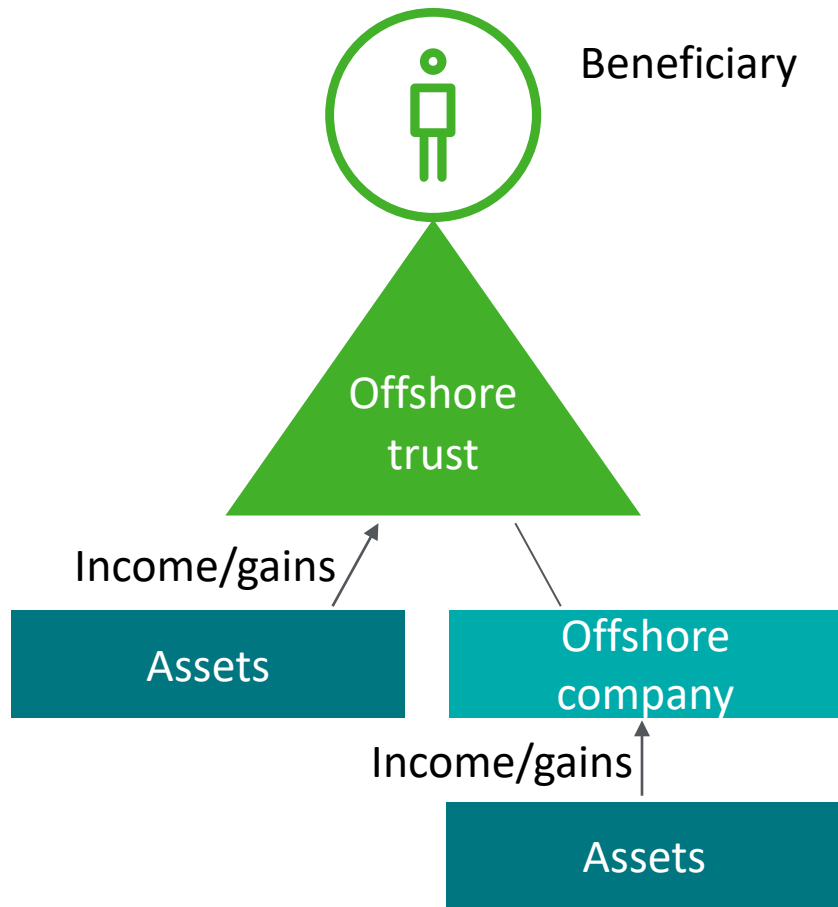 Beneficiary
Offshore
trust
Income/gains
Assets
Offshore
company
Income/gains
Assets